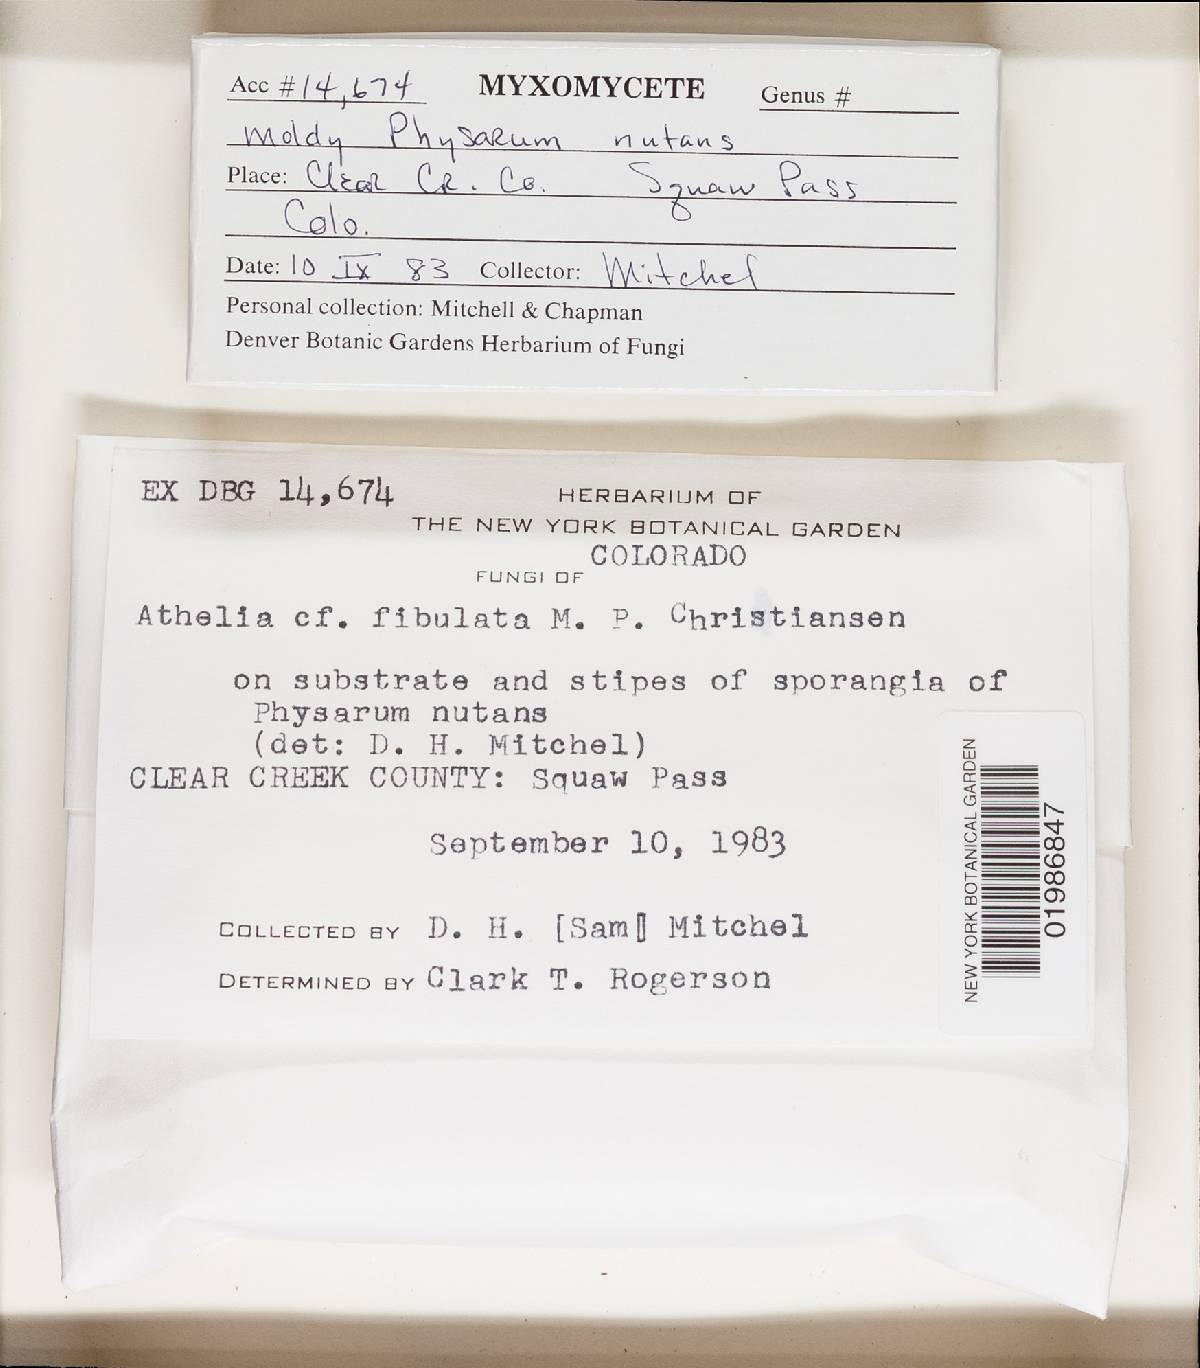 Acc # 14,674 MYXOMYCETE Genus #
Moldy Physarum nutans
Place: Clear Cr. Co. Squaw Pass
Colo.
Date: 10 IX 83 Collector: Mitchel
Personal collection: Mitchell & Chapman
Denver Botanic Gardens Herbarium of Fungi
EX DBG 14,674
HERBARIUM OF
THE NEW YORK BOTANICAL GARDEN
COLORADO
FUNGI OF
Athelia cf. fibulata M. P. Christiansen
on substrate and stipes of sporangia of
Physarum nutans
(det: D. H. Mitchel)
CLEAR CREEK COUNTY: Squaw Pass
September 10, 1983
COLLECTED BY D. H. [Sam] Mitchel
DETERMINED BY Clark T. Rogerson
NEW YORK BOTANICAL GARDEN
01986847